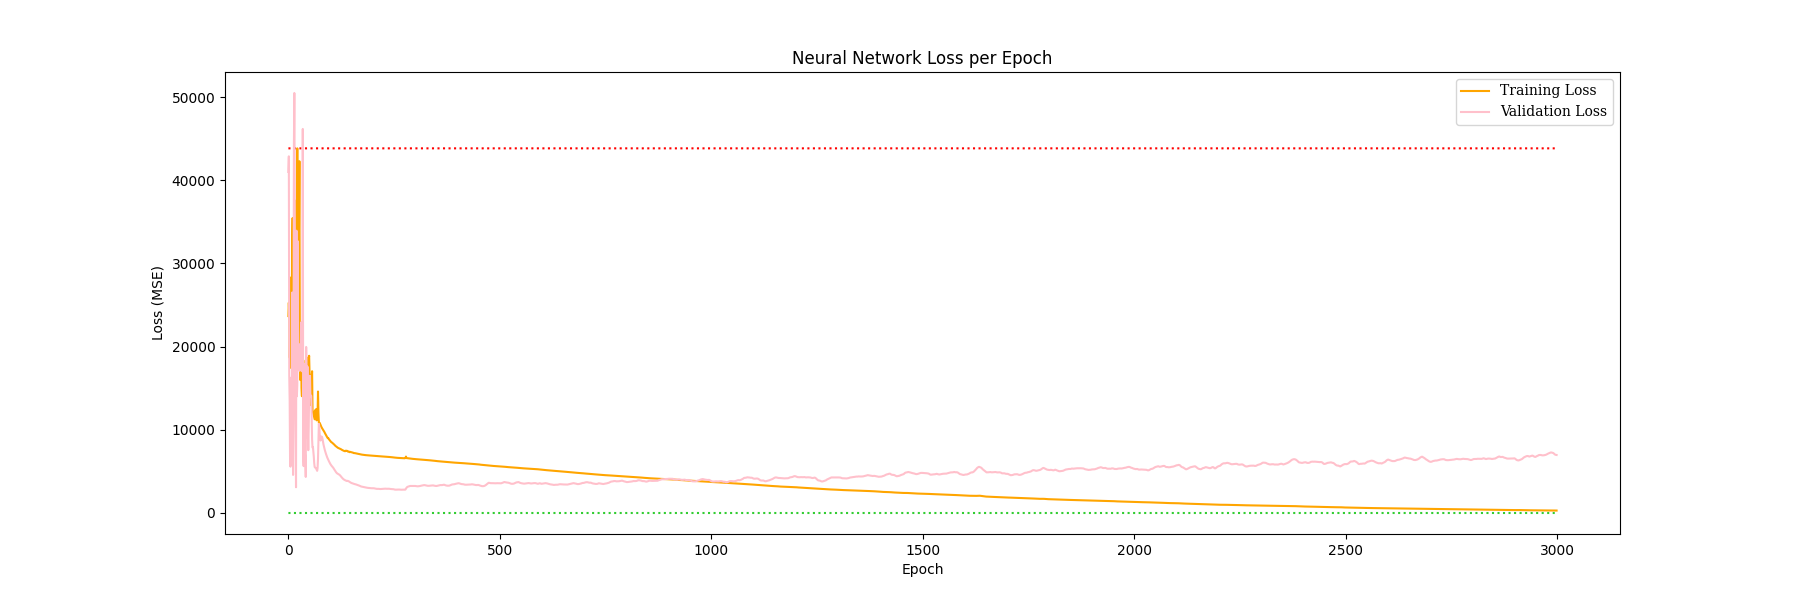 Neural Network Loss per Epoch
Training Loss
Validation Loss
Loss (MSE)
50000
40000
30000
20000
10000
0
0 500 1000 1500 2000 2500 3000
Epoch